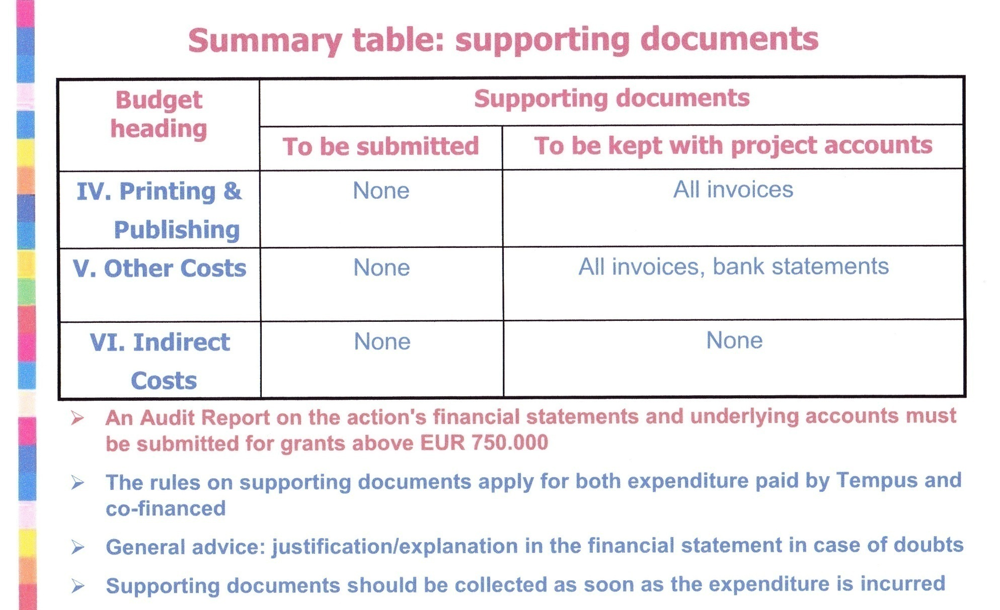 Summary table: supporting documents
Budget
heading
Supporting documents
To be submitted
To be kept with project accounts
IV. Printing &
Publishing
None
All invoices
V. Other Costs
None
All invoices, bank statements
VI. Indirect
Costs
None
None
➢ An Audit Report on the action's financial statements and underlying accounts must
be submitted for grants above EUR 750.000
➢ The rules on supporting documents apply for both expenditure paid by Tempus and
co-financed
➢ General advice: justification/explanation in the financial statement in case of doubts
➢ Supporting documents should be collected as soon as the expenditure is incurred